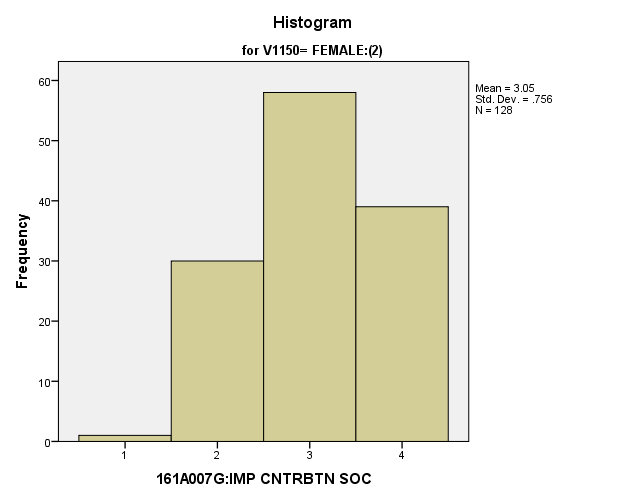 Histogram
for V1150= FEMALE:(2)
Mean = 3.05
Std. Dev. = .756
N = 128
Frequency
60
50
40
30
20
10
0
1 2 3 4
161A007G:IMP CNTRBTN SOC